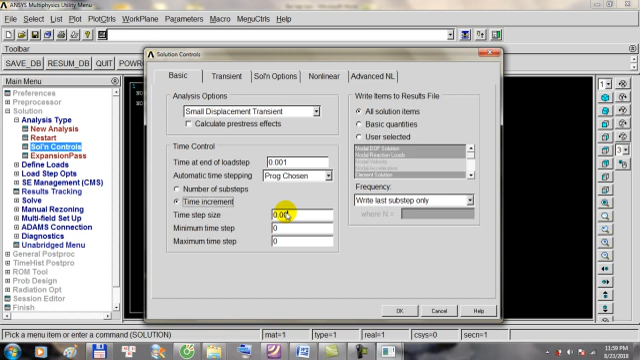 ANSYS Multiphysics Utility Menu
File Select List Plot PlotCtrls WorkPlane Parameters Macro MenuCtrls Help
Toolbar
SAVE_DB RESUM_DB QUIT
Main Menu
Preferences
Preprocessor
Solution
Analysis Type
New Analysis
Restart
Sol'n Controls
ExpansionPass
Define Loads
Load Step Opts
SE Management (CMS)
Results Tracking
Solve
Manual Rezoning
Multi-field Set Up
ADAMS Connection
Diagnostics
Unabridged Menu
General Postproc
TimeHist Postpro
ROM Tool
Prob Design
Radiation Opt
Session Editor
Finish
Solution Controls
Basic Transient Sol'n Options Nonlinear Advanced NL
Analysis Options
Small Displacement Transient
Calculate prestress effects
Time Control
Time at end of loadstep 0.001
Automatic time stepping Prog Chosen
Number of substeps
Time increment
Time step size 0.00
Minimum time step 0
Maximum time step 0
Write Items to Results File
All solution items
Basic quantities
User selected
Nodal DOF Solution
Nodal Reaction Loads
Element Solution
Frequency:
Write last substep only
where N =
OK Cancel Help
1
3
Pick a menu item or enter a command (SOLUTION) mat=1 type=1 real=1 csys=0 secn=1
11:59 PM